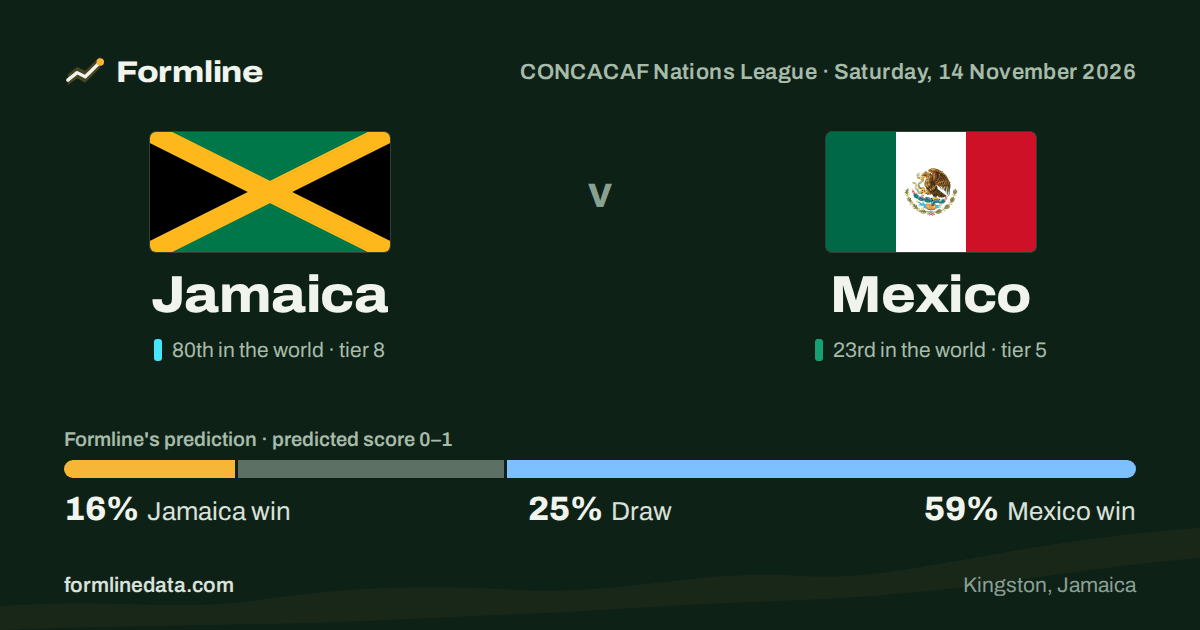 Formline
CONCACAF Nations League · Saturday, 14 November 2026
V
Jamaica
Mexico
80th in the world · tier 8
23rd in the world · tier 5
Formline's prediction · predicted score 0–1
16% Jamaica win
25% Draw
59% Mexico win
formlinedata.com
Kingston, Jamaica